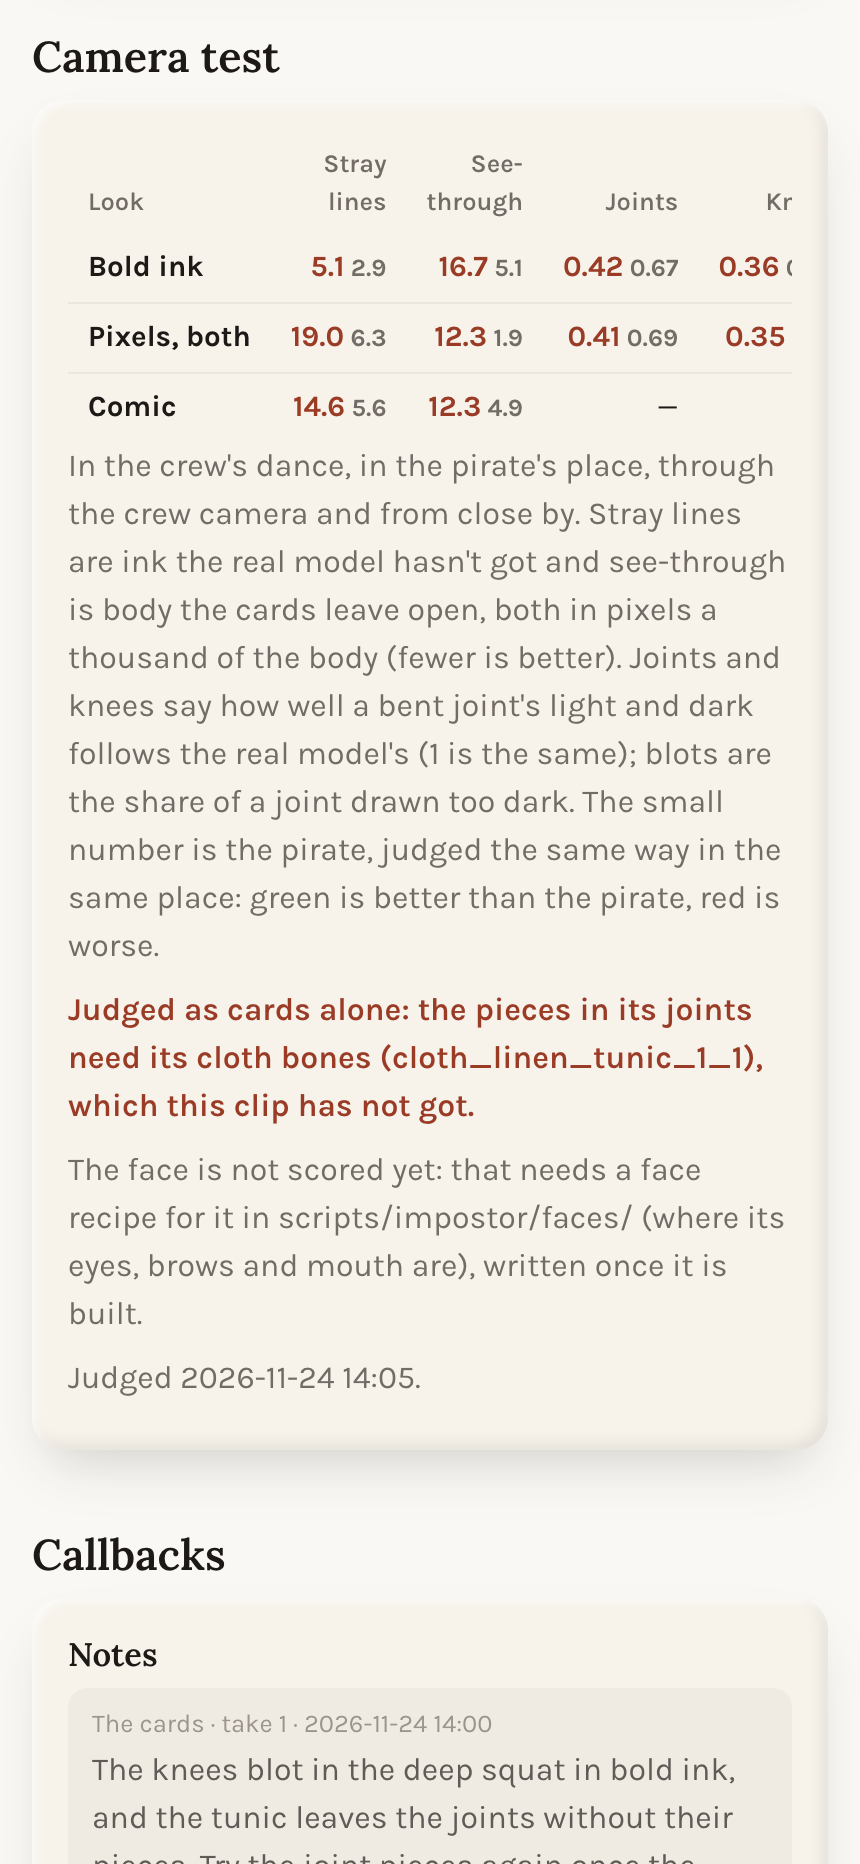 Camera test
Look Stray lines See-through Joints
Bold ink 5.1 2.9 16.7 5.1 0.42 0.67 0.36
Pixels, both 19.0 6.3 12.3 1.9 0.41 0.69 0.35
Comic 14.6 5.6 12.3 4.9 —
In the crew's dance, in the pirate's place, through
the crew camera and from close by. Stray lines
are ink the real model hasn't got and see-through
is body the cards leave open, both in pixels a
thousand of the body (fewer is better). Joints and
knees say how well a bent joint's light and dark
follows the real model's (1 is the same); blots are
the share of a joint drawn too dark. The small
number is the pirate, judged the same way in the
same place: green is better than the pirate, red is
worse.
Judged as cards alone: the pieces in its joints
need its cloth bones (cloth_linen_tunic_1_1),
which this clip has not got.
The face is not scored yet: that needs a face
recipe for it in scripts/impostor/faces/ (where its
eyes, brows and mouth are), written once it is
built.
Judged 2026-11-24 14:05.
Callbacks
Notes
The cards · take 1 · 2026-11-24 14:00
The knees blot in the deep squat in bold ink,
and the tunic leaves the joints without their
pieces. Try the joint pieces again once the